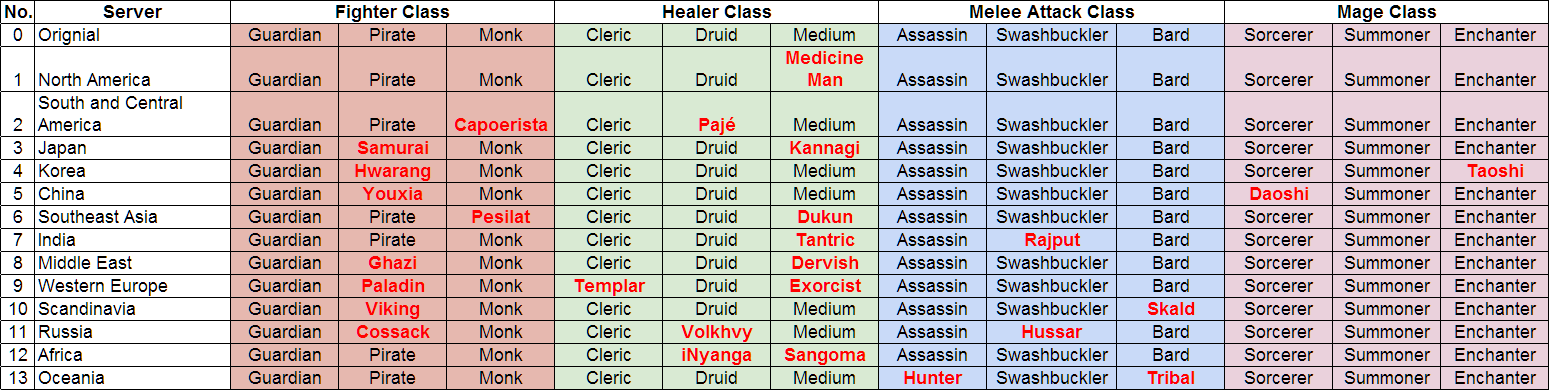 No. Server Fighter Class Healer Class Melee Attack Class Mage Class
0 Orignial Guardian Pirate Monk Cleric Druid Medium Assassin Swashbuckler Bard Sorcerer Summoner Enchanter
Medicine
1 North America Guardian Pirate Monk Cleric Druid Man Assassin Swashbuckler Bard Sorcerer Summoner Enchanter
South and Central
2 America Guardian Pirate Capoerista Cleric Pajé Medium Assassin Swashbuckler Bard Sorcerer Summoner Enchanter
3 Japan Guardian Samurai Monk Cleric Druid Kannagi Assassin Swashbuckler Bard Sorcerer Summoner Enchanter
4 Korea Guardian Hwarang Monk Cleric Druid Medium Assassin Swashbuckler Bard Sorcerer Summoner Taoshi
5 China Guardian Youxia Monk Cleric Druid Medium Assassin Swashbuckler Bard Daoshi Summoner Enchanter
6 Southeast Asia Guardian Pirate Pesilat Cleric Druid Dukun Assassin Swashbuckler Bard Sorcerer Summoner Enchanter
7 India Guardian Pirate Monk Cleric Druid Tantric Assassin Rajput Bard Sorcerer Summoner Enchanter
8 Middle East Guardian Ghazi Monk Cleric Druid Dervish Assassin Swashbuckler Bard Sorcerer Summoner Enchanter
9 Western Europe Guardian Paladin Monk Templar Druid Exorcist Assassin Swashbuckler Bard Sorcerer Summoner Enchanter
10 Scandinavia Guardian Viking Monk Cleric Druid Medium Assassin Swashbuckler Skald Sorcerer Summoner Enchanter
11 Russia Guardian Cossack Monk Cleric Volkhvy Medium Assassin Hussar Bard Sorcerer Summoner Enchanter
12 Africa Guardian Pirate Monk Cleric iNyanga Sangoma Assassin Swashbuckler Bard Sorcerer Summoner Enchanter
13 Oceania Guardian Pirate Monk Cleric Druid Medium Hunter Swashbuckler Tribal Sorcerer Summoner Enchanter